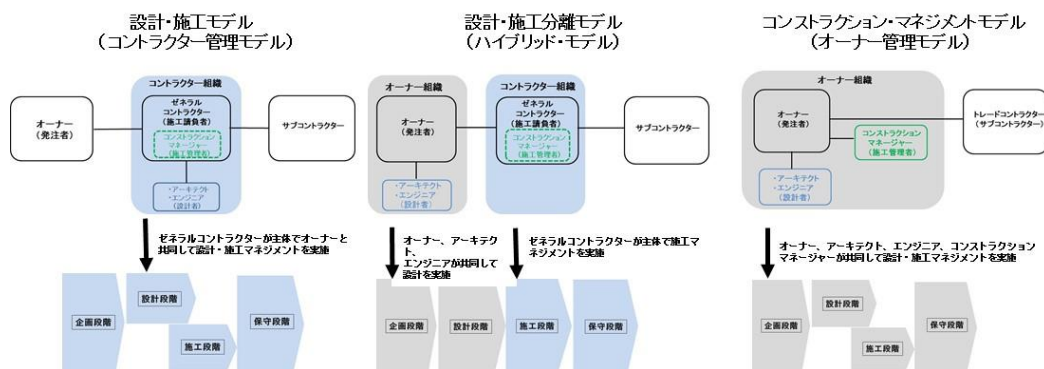 設計・施工モデル
(コントラクター管理モデル)
コントラクター組織
オーナー
(発注者)
ゼネラル
コントラクター
(施工請負者)
コンストラクション
マネージャー
(施工管理者)
サブコントラクター
・アーキテクト
・エンジニア
(設計者)
ゼネラルコントラクターが主体でオーナーと
共同して設計・施工マネジメントを実施
企画段階
設計段階
施工段階
保守段階
設計・施工分離モデル
(ハイブリッド・モデル)
オーナー組織
オーナー
(発注者)
・アーキテクト
・エンジニア
(設計者)
コントラクター組織
ゼネラル
コントラクター
(施工請負者)
コンストラクション
マネージャー
(施工管理者)
サブコントラクター
オーナー、アーキテクト、
エンジニアが共同して
設計を実施
ゼネラルコントラクターが主体で施工マ
ネジメントを実施
企画段階
設計段階
施工段階
保守段階
コンストラクション・マネジメントモデル
(オーナー管理モデル)
オーナー組織
オーナー
(発注者)
コンストラクション
マネージャー
(施工管理者)
トレードコントラクター
(サブコントラクター)
・アーキテクト
・エンジニア
(設計者)
オーナー、アーキテクト、エンジニア、コンストラクション
マネージャーが共同して設計・施工マネジメントを実施
企画段階
設計段階
施工段階
保守段階